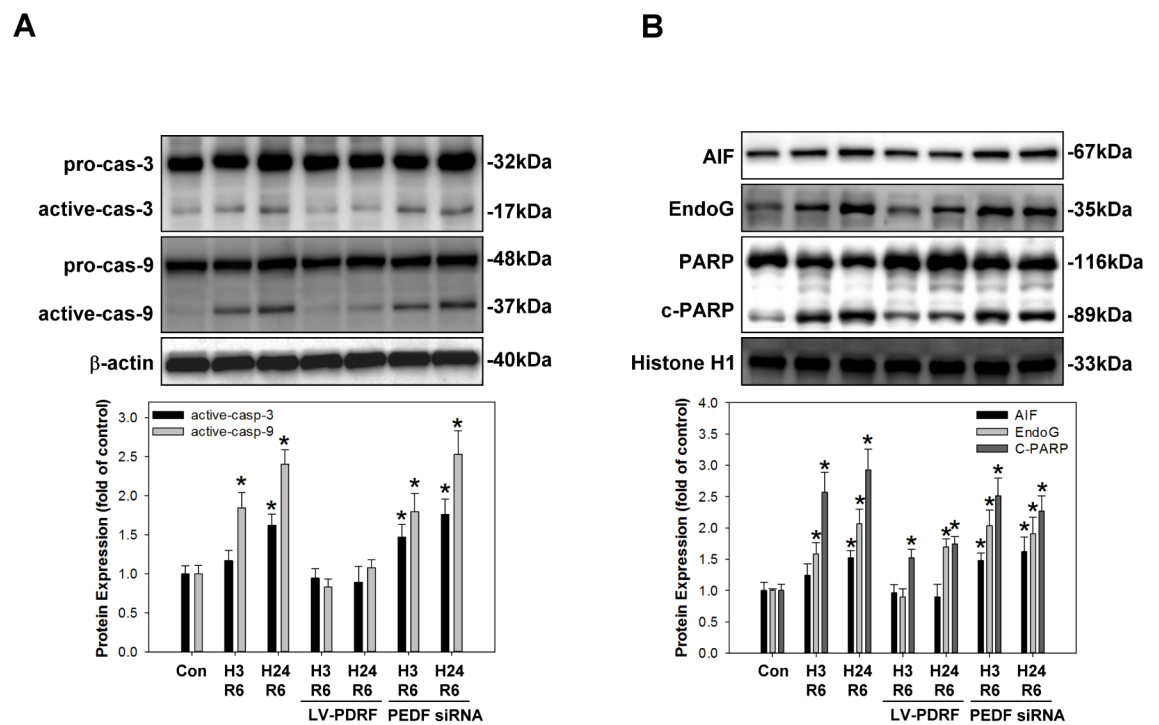 A
pro-cas-3
-32kDa
active-cas-3
-17kDa
pro-cas-9
-48kDa
active-cas-9
-37kDa
β-actin
-40kDa
Protein Expression (fold of control)
3.0
2.5
2.0
1.5
1.0
0.5
0.0
active-casp-3
active-casp-9
*
*
*
*
*
*
*
Con H3 H24 H3 H24 H3 H24
R6 R6 R6 R6 R6 R6
LV-PDRF PEDF siRNA
B
AIF
-67kDa
EndoG
-35kDa
PARP
-116kDa
c-PARP
-89kDa
Histone H1
-33kDa
Protein Expression (fold of control)
4.0
3.5
3.0
2.5
2.0
1.5
1.0
0.5
0.0
AIF
EndoG
C-PARP
*
*
*
*
*
*
*
*
*
*
*
*
*
*
Con H3 H24 H3 H24 H3 H24
R6 R6 R6 R6 R6 R6
LV-PDRF PEDF siRNA